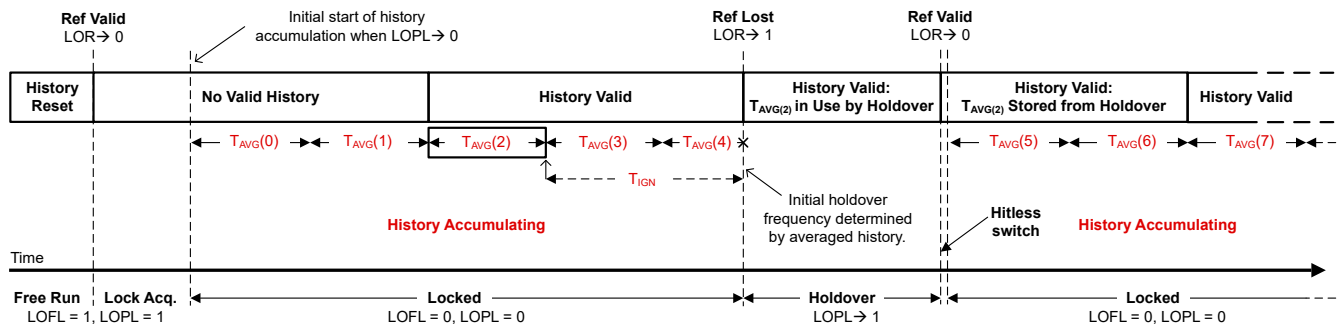 Ref Valid
LOR→ 0
Initial start of history
accumulation when LOPL→ 0
Ref Lost
LOR→ 1
Ref Valid
LOR→ 0
History
Reset
No Valid History
History Valid
History Valid:
TAVG(2) in Use by Holdover
History Valid:
TAVG(2) Stored from Holdover
History Valid
TAVG(0)
TAVG(1)
TAVG(2)
TAVG(3)
TAVG(4)
TAVG(5)
TAVG(6)
TAVG(7)
TIGN
Initial holdover
frequency determined
by averaged history.
History Accumulating
Hitless
switch
History Accumulating
Time
Free Run
LOFL = 1, LOPL = 1
Lock Acq.
Locked
LOFL = 0, LOPL = 0
Holdover
LOPL→ 1
Locked
LOFL = 0, LOPL = 0